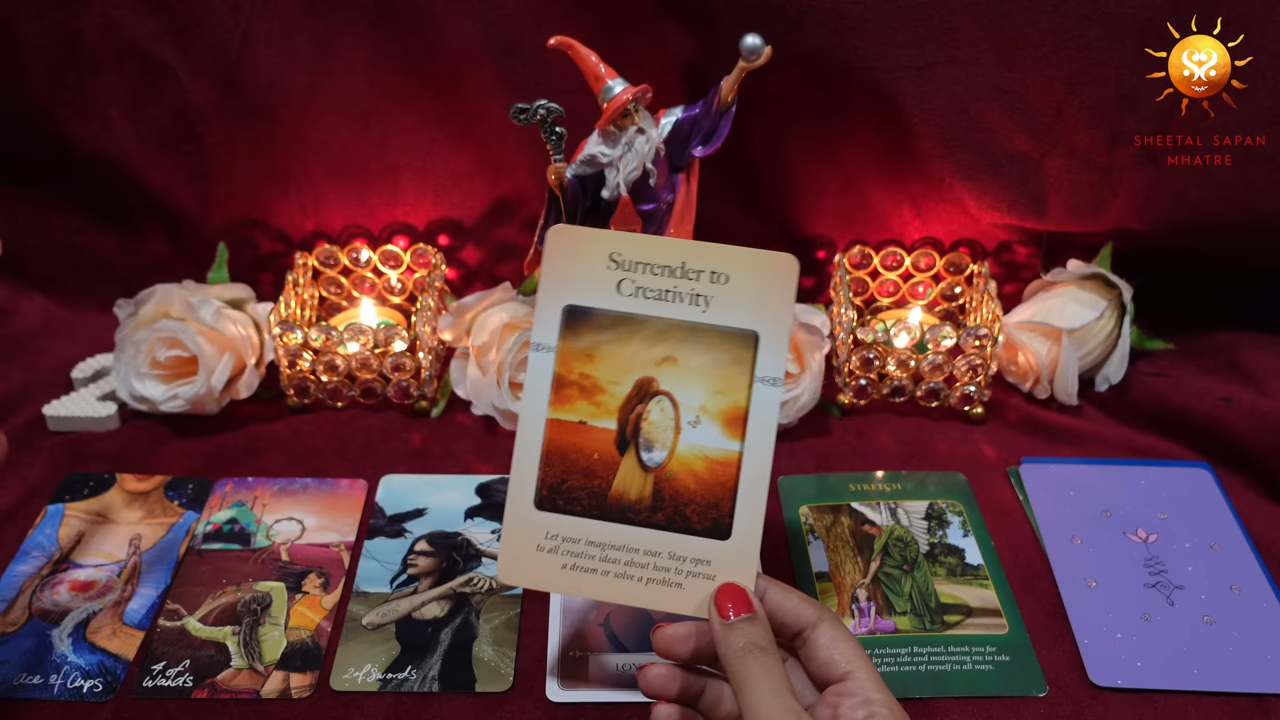 SHEETAL SAPAN
MHATRE
Surrender to
Creativity
Let your imagination soar. Stay open
to all creative ideas about how to pursue
a dream or solve a problem.
Ace of Cups
4 of
Wands
2 of Swords
LOV
STRETCH
Archangel Raphael, thank you for
by my side and motivating me to take
care of myself in all ways.